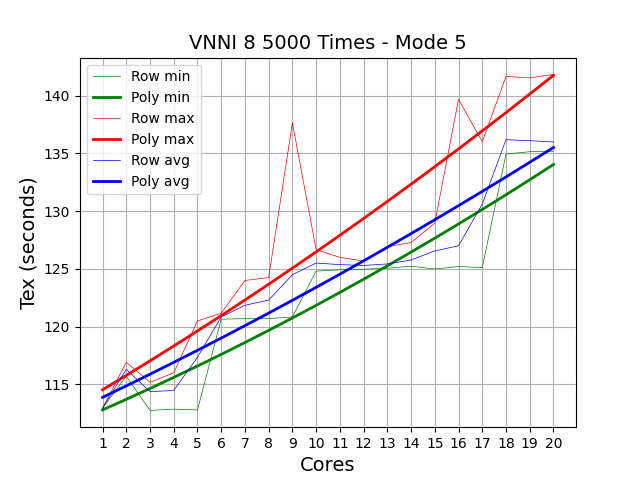 VNNI 8 5000 Times - Mode 5
Row min
Poly min
Row max
Poly max
Row avg
Poly avg
140
135
130
125
120
115
Tex (seconds)
1 2 3 4 5 6 7 8 9 10 11 12 13 14 15 16 17 18 19 20
Cores